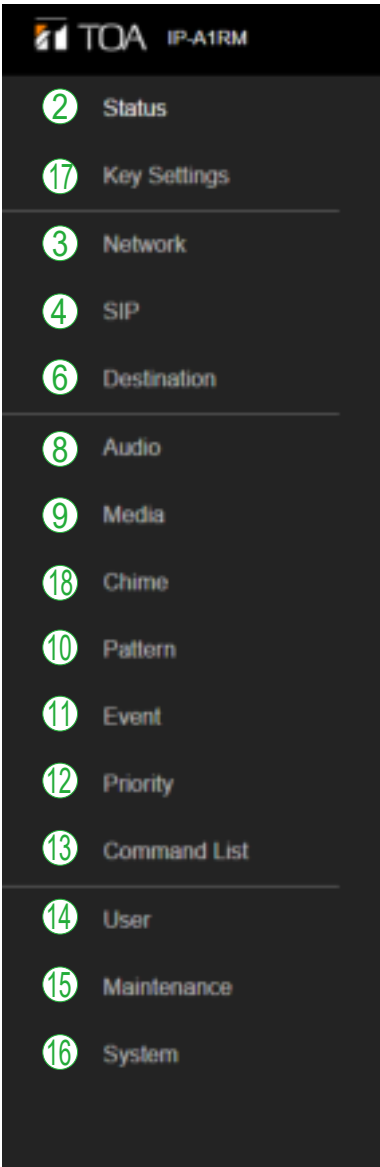 TOA IP-A1RM
2 Status
17 Key Settings
3 Network
4 SIP
6 Destination
8 Audio
9 Media
18 Chime
10 Pattern
11 Event
12 Priority
13 Command List
14 User
15 Maintenance
16 System